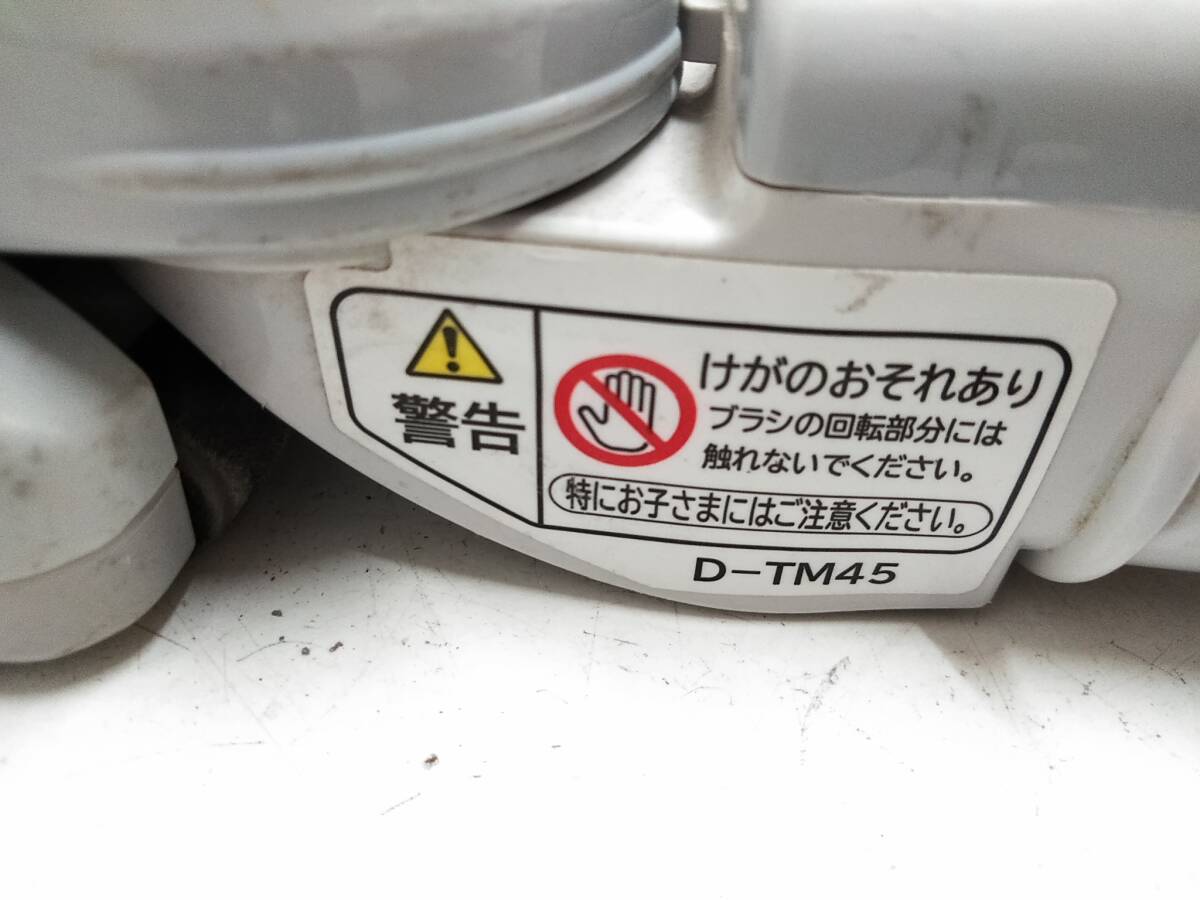 警告
けがのおそれあり
ブラシの回転部分には
触れないでください。
特にお子さまにはご注意ください。
D-TM45